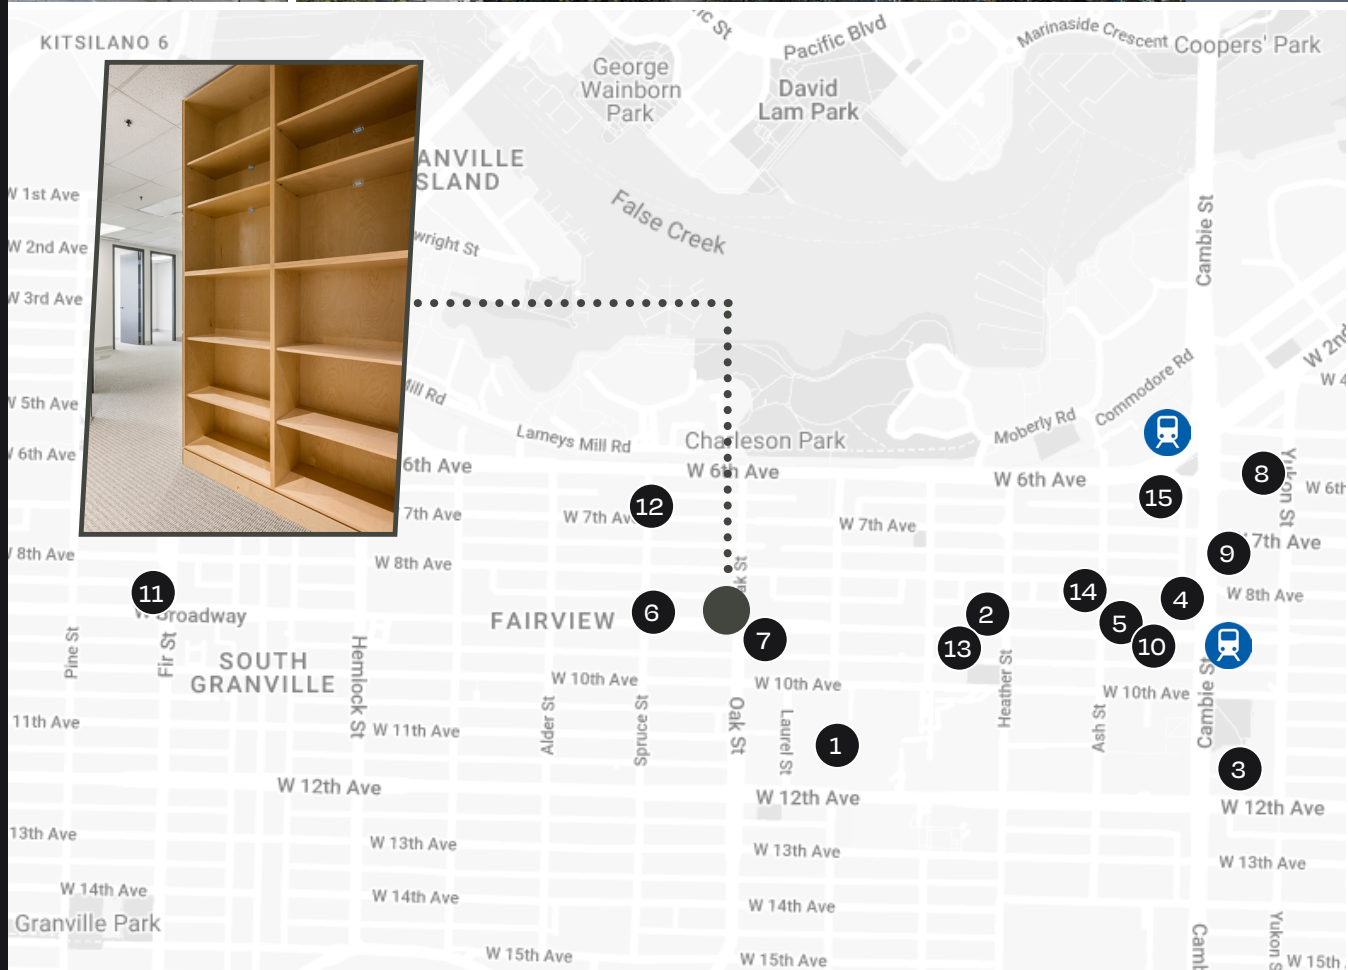 KITSILANO 6
Pacific Blvd
Marinaside Crescent
Coopers' Park
George
Wainborn
Park
David
Lam Park
W 1st Ave
W 2nd Ave
W 3rd Ave
W 5th Ave
6th Ave
False Creek
Cambie St
W 2nd
W 4
Commodore Rd
Moberly Rd
Lameys Mill Rd
Mill Rd
Charleson Park
6th Ave
W 6th Ave
W 6th Ave
Yukon St
W 6th
8
15
12
7th Ave
W 7th Av
W 7th Ave
7th Ave
9
8th Ave
W 8th Ave
W 8th Ave
11
W Broadway
FAIRVIEW
6
7
2
13
14
5
4
10
Pine St
Fir St
SOUTH
GRANVILLE
Hemlock St
W 10th Ave
W 10th Ave
W 10th Ave
Heather St
Cambie St
11th Ave
W 11th Ave
Alder St
Spruce St
Oak St
Laurel St
1
Ash St
3
W 12th Ave
W 12th Ave
W 12th Ave
13th Ave
W 13th Ave
W 13th Ave
W 13th Ave
W 14th Ave
W 14th Ave
W 14th Ave
Granville Park
W 15th Ave
W 15th Ave
W 15th